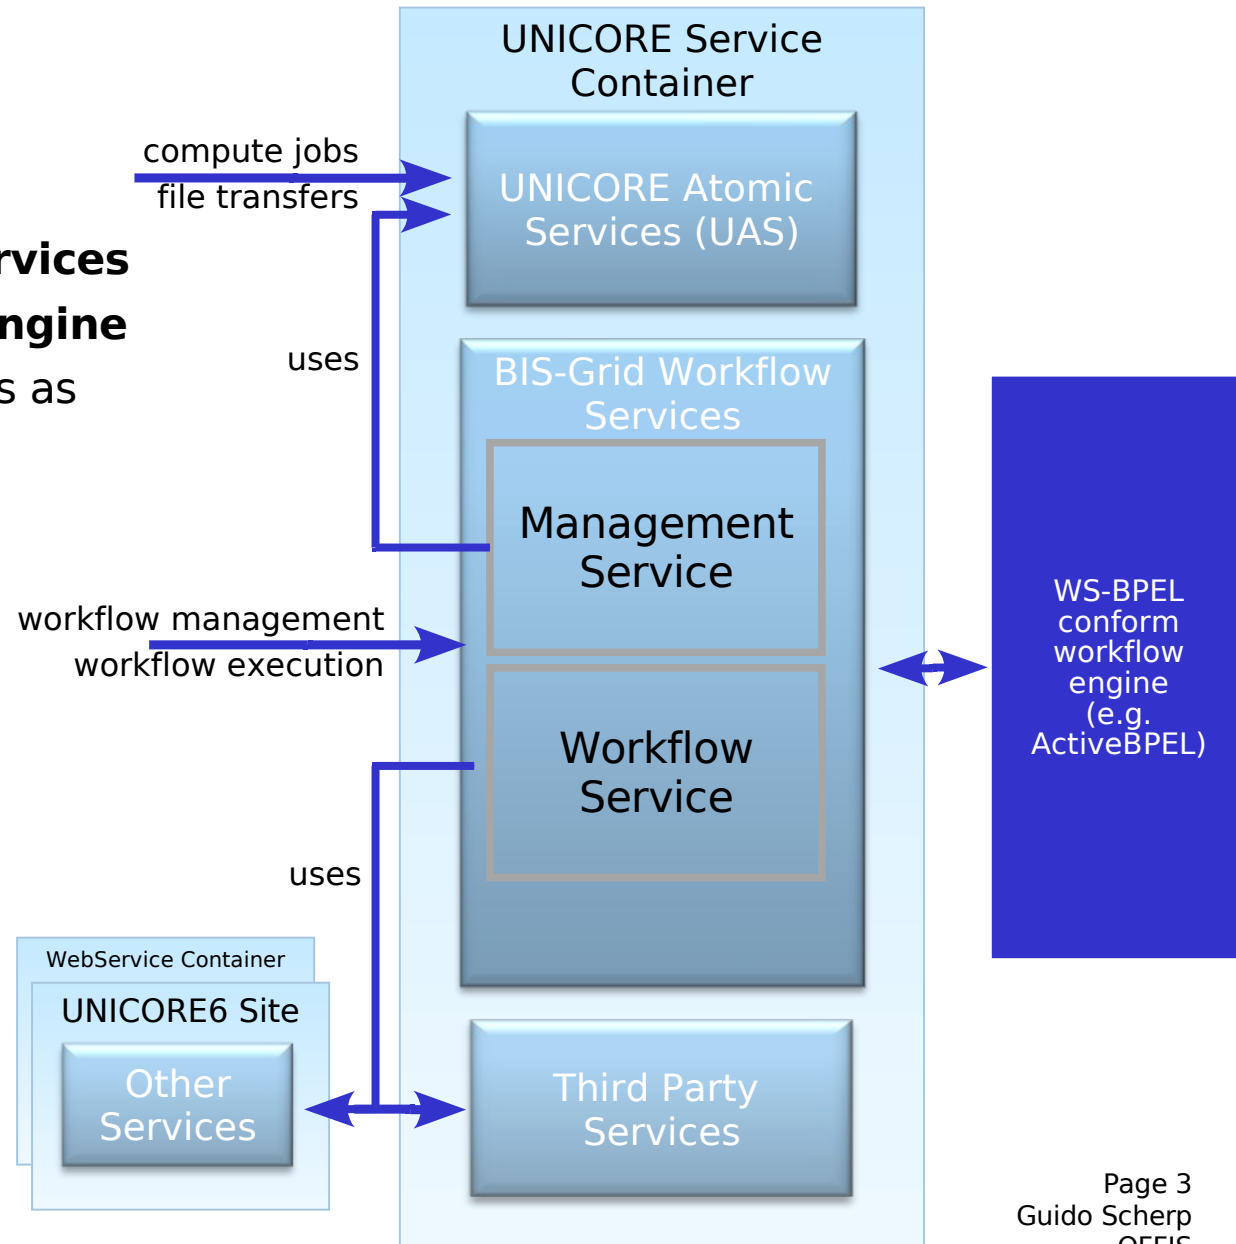 UNICORE Service
Container
compute jobs
file transfers
UNICORE Atomic
Services (UAS)
uses
as
BIS-Grid Workflow
Services
Management
Service
workflow management
workflow execution
Workflow
Service
WS-BPEL
conform
workflow
engine
(e.g.
ActiveBPEL)
uses
WebService Container
UNICORE6 Site
Other
Services
Third Party
Services
Page 3
Guido Scherp
OFFIS